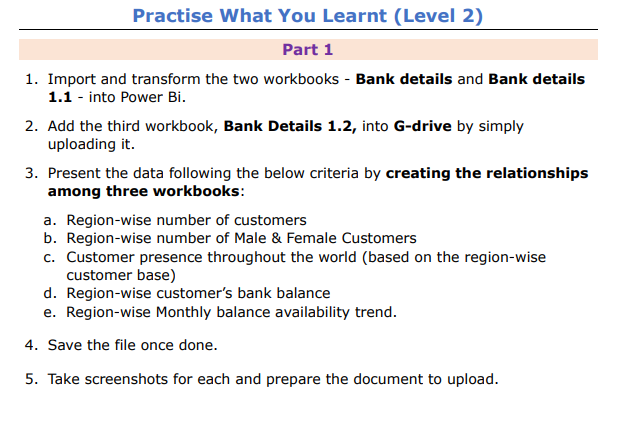 Practise What You Learnt (Level 2)
Part 1
1. Import and transform the two workbooks - Bank details and Bank details
1.1 - into Power Bi.
2. Add the third workbook, Bank Details 1.2, into G-drive by simply
uploading it.
3. Present the data following the below criteria by creating the relationships
among three workbooks:
a. Region-wise number of customers
b. Region-wise number of Male & Female Customers
c. Customer presence throughout the world (based on the region-wise
customer base)
d. Region-wise customer's bank balance
e. Region-wise Monthly balance availability trend.
4. Save the file once done.
5. Take screenshots for each and prepare the document to upload.